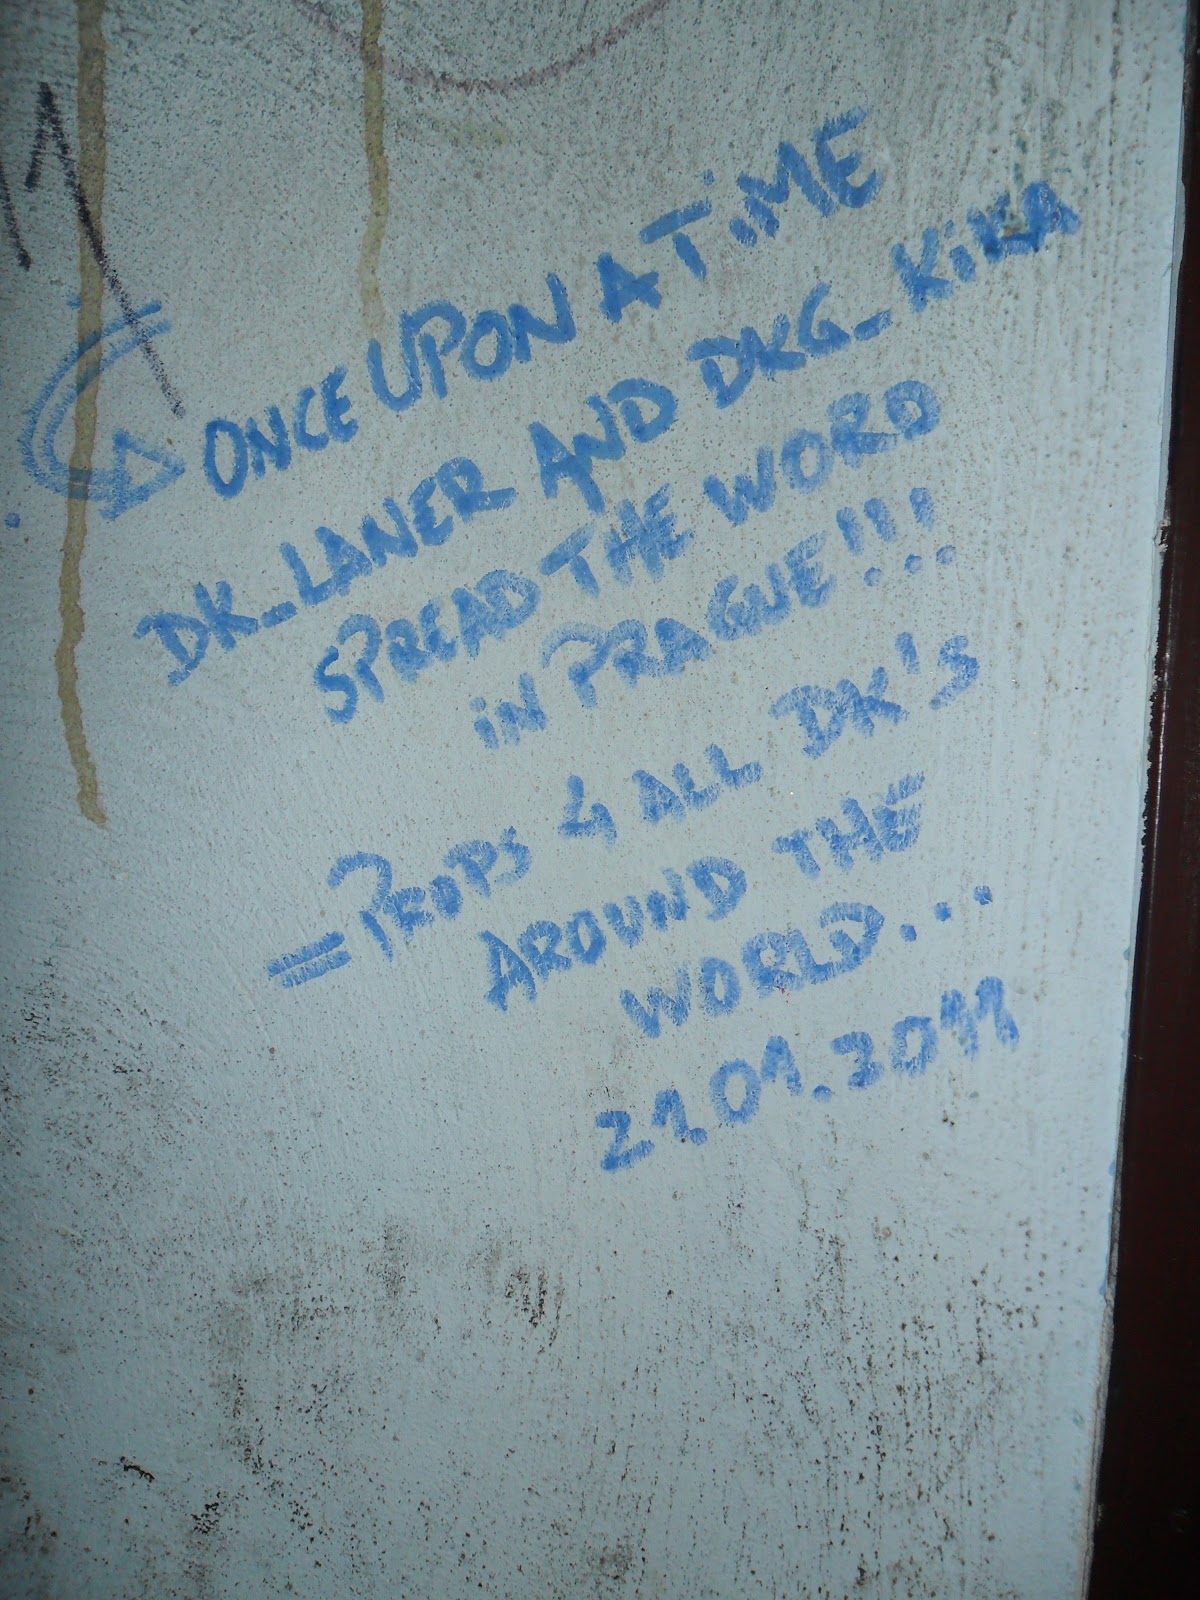 ONCE UPON A TiME
DK_LANER AND DKG_KiKA
SPREAD THE WORD
iN PRAGUE!!!
=PROPS 4 ALL DK'S
AROUND THE
WORLD...
21.01.2011